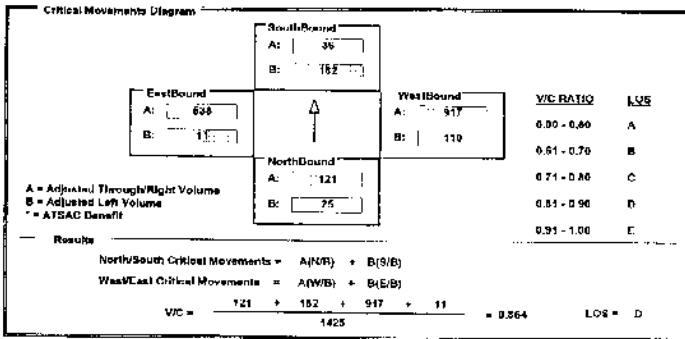 Critical Movements Diagram
SouthBound
A: 36
B: 182
EastBound
A: 638
B: 11
WestBound
A: 917
B: 110
NorthBound
A: 121
B: 25
A = Adjusted Through/Right Volume
B = Adjusted Left Volume
* = ATSAC Benefit
V/C RATIO LOS
0.00 - 0.60 A
0.61 - 0.70 B
0.71 - 0.80 C
0.81 - 0.90 D
0.91 - 1.00 E
Results
North/South Critical Movements = A(N/B) + B(S/B)
West/East Critical Movements = A(W/B) + B(E/B)
V/C = 121 + 182 + 917 + 11 = 0.864 LOS = D
1425